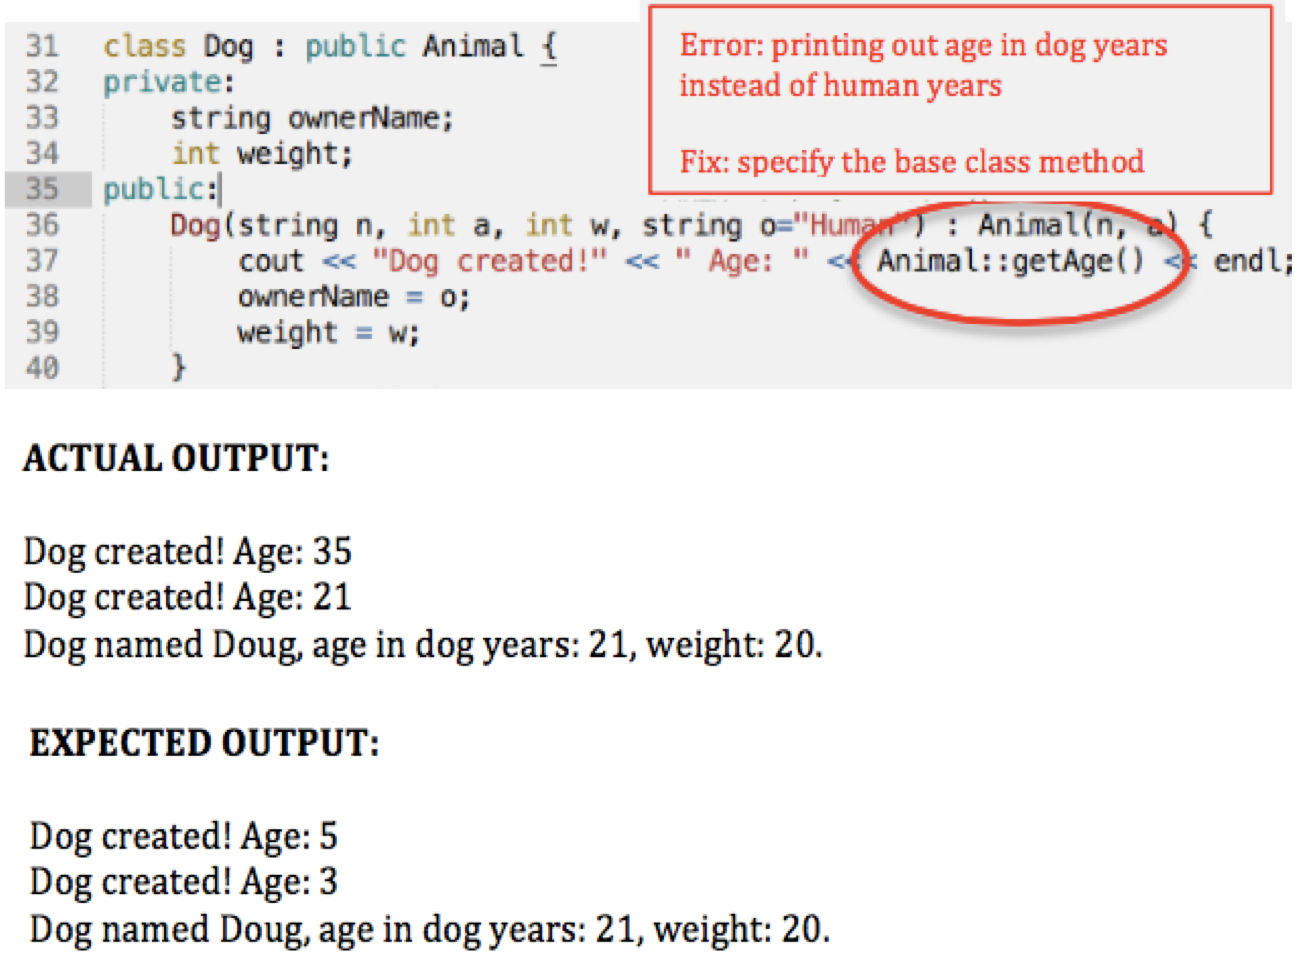 31 class Dog : public Animal {
32 private:
33 string ownerName;
34 int weight;
35 public:
36 Dog(string n, int a, int w, string o="Human") : Animal(n, a) {
37 cout << "Dog created!" << " Age: " << Animal::getAge() << endl;
38 ownerName = o;
39 weight = w;
40 }
Error: printing out age in dog years
instead of human years
Fix: specify the base class method
ACTUAL OUTPUT:
Dog created! Age: 35
Dog created! Age: 21
Dog named Doug, age in dog years: 21, weight: 20.
EXPECTED OUTPUT:
Dog created! Age: 5
Dog created! Age: 3
Dog named Doug, age in dog years: 21, weight: 20.